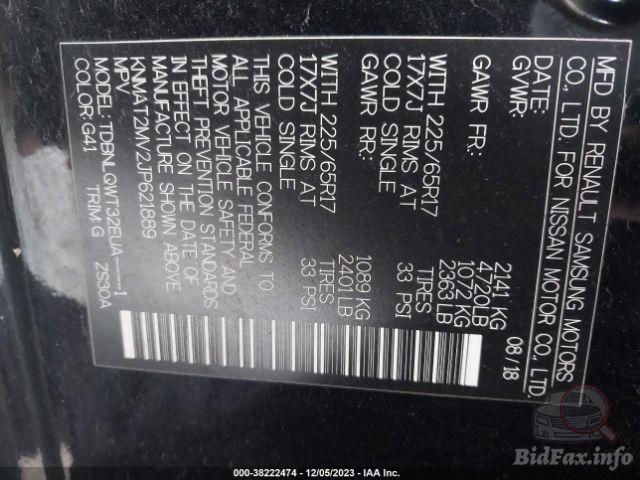 MFD BY RENAULT SAMSUNG MOTORS
CO., LTD. FOR NISSAN MOTOR CO., LTD.
DATE: 08/18
GVWR: 2141 KG
4720LB
GAWR FR: 1072 KG
2363 LB
WITH 225/65R17 TIRES
17X7J RIMS AT 33 PSI
COLD SINGLE
GAWR RR: 1089 KG
2401 LB
WITH 225/65R17 TIRES
17X7J RIMS AT 33 PSI
COLD SINGLE
THIS VEHICLE CONFORMS TO
ALL APPLICABLE FEDERAL
MOTOR VEHICLE SAFETY AND
THEFT PREVENTION STANDARDS
IN EFFECT ON THE DATE OF
MANUFACTURE SHOWN ABOVE.
KNMAT2MV2JP621889
MPV
MODEL: TDBNLQWT32EUA-----1
COLOR: G41 TRIM: G 2S30A
BidFax.info
000-38222474 - 12/05/2023 - IAA Inc.